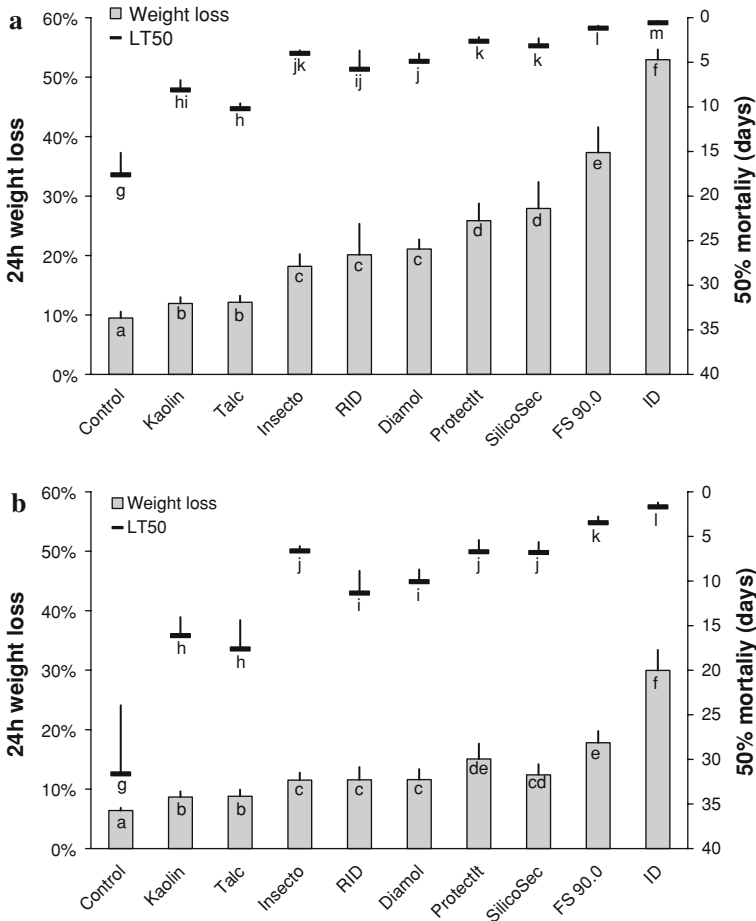 a
60%
50%
40%
30%
20%
10%
0%
24h weight loss
Weight loss
LT50
0
5
10
15
20
25
30
35
40
50% mortaliy (days)
g
hi
h
jk
ij
j
k
k
l
m
a
b
b
c
c
c
d
d
e
f
Control
Kaolin
Talc
Insecto
RID
Diamol
ProtectIt
SilicoSec
FS 90.0
ID
b
60%
50%
40%
30%
20%
10%
0%
24h weight loss
Weight loss
LT50
0
5
10
15
20
25
30
35
40
50% mortaliy (days)
g
h
h
j
i
i
j
j
k
l
a
b
b
c
c
c
de
cd
e
f
Control
Kaolin
Talc
Insecto
RID
Diamol
ProtectIt
SilicoSec
FS 90.0
ID